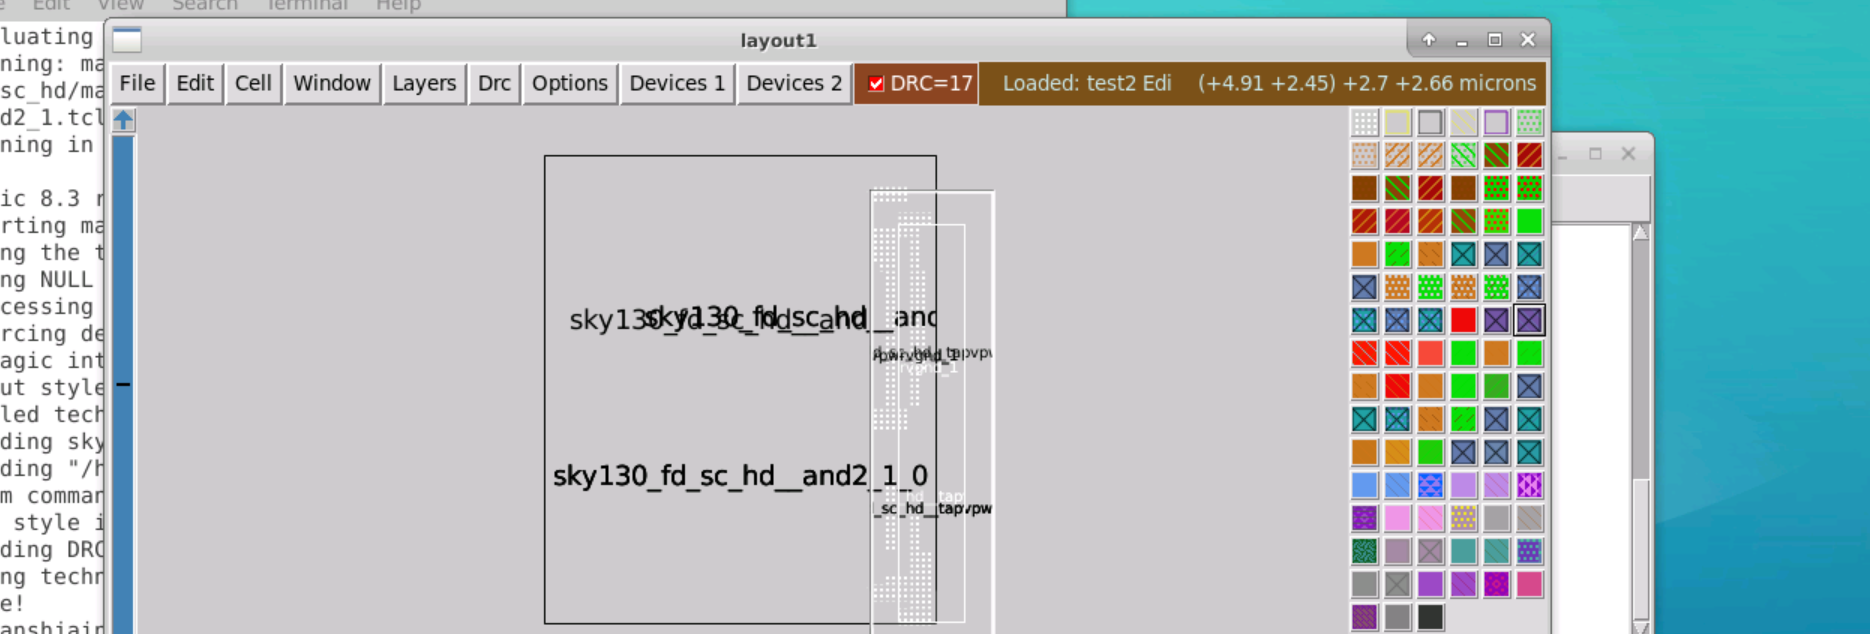 Edit View Search Terminal Help
luating
ning: ma
sc_hd/ma
d2_1.tcl
ning in
ic 8.3 r
rting ma
ng the t
ng NULL
cessing
rcing de
agic int
ut style
led tech
ding sky
ding "/h
m comman
style i
ding DRC
ng techn
e!
anshiair
layout1
File Edit Cell Window Layers Drc Options Devices 1 Devices 2 DRC=17 Loaded: test2 Edi (+4.91 +2.45) +2.7 +2.66 microns
sky130_fd_sc_hd__and
sky130_fd_sc_hd__and
sky130_fd_sc_hd__and2_1_0
_sc_hd__tapvpw